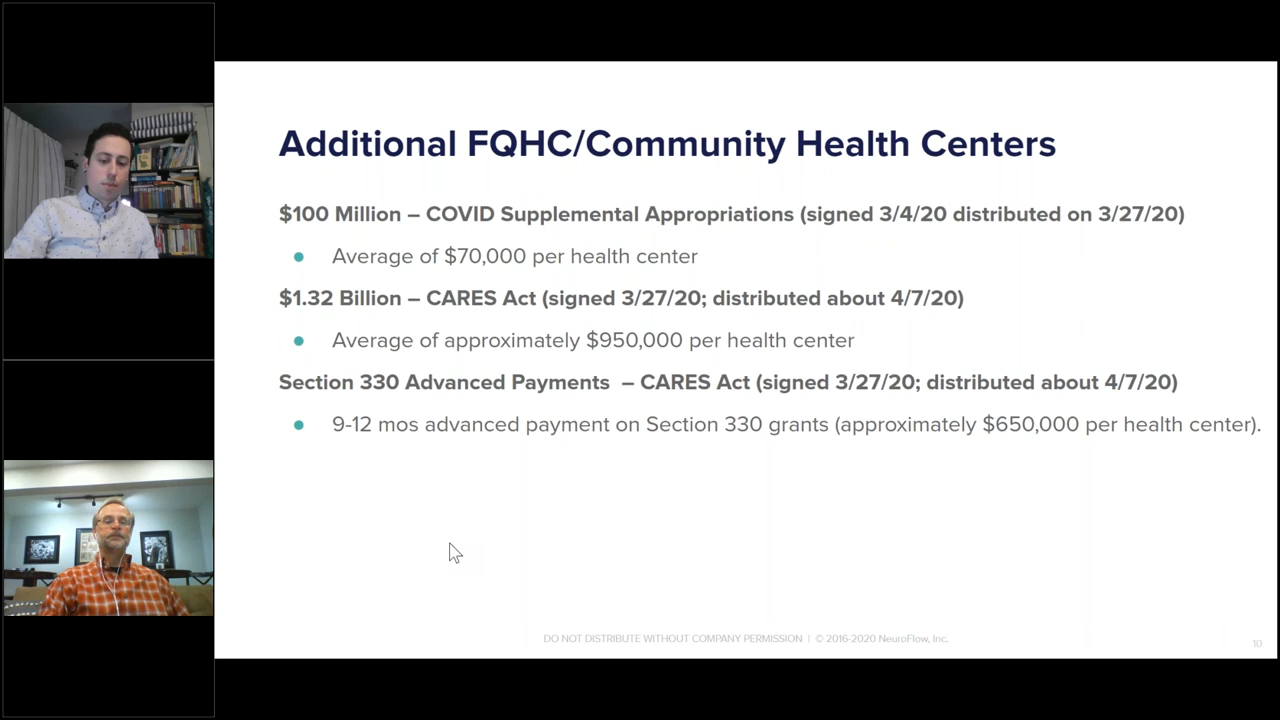 Additional FQHC/Community Health Centers
$100 Million – COVID Supplemental Appropriations (signed 3/4/20 distributed on 3/27/20)
● Average of $70,000 per health center
$1.32 Billion – CARES Act (signed 3/27/20; distributed about 4/7/20)
● Average of approximately $950,000 per health center
Section 330 Advanced Payments – CARES Act (signed 3/27/20; distributed about 4/7/20)
● 9-12 mos advanced payment on Section 330 grants (approximately $650,000 per health center).
DO NOT DISTRIBUTE WITHOUT COMPANY PERMISSION | © 2016-2020 NeuroFlow, Inc.
10